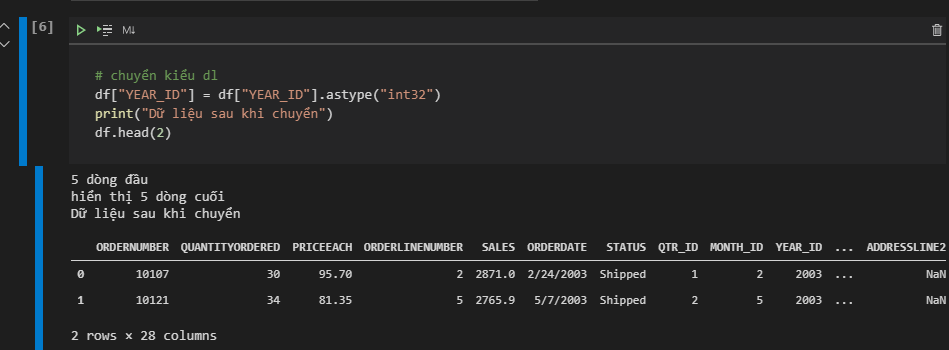 [6]
M↓
# chuyển kiểu dl
df["YEAR_ID"] = df["YEAR_ID"].astype("int32")
print("Dữ liệu sau khi chuyển")
df.head(2)
5 dòng đầu
hiển thị 5 dòng cuối
Dữ liệu sau khi chuyển
ORDERNUMBER QUANTITYORDERED PRICEEACH ORDERLINENUMBER SALES ORDERDATE STATUS QTR_ID MONTH_ID YEAR_ID ... ADDRESSLINE2
0 10107 30 95.70 2 2871.0 2/24/2003 Shipped 1 2 2003 ... NaN
1 10121 34 81.35 5 2765.9 5/7/2003 Shipped 2 5 2003 ... NaN
2 rows × 28 columns